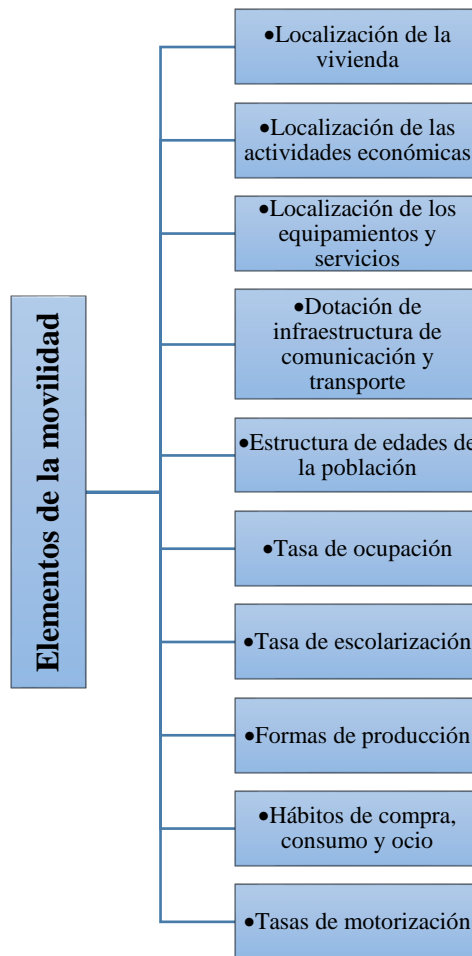 Elementos de la movilidad
•Localización de la
vivienda
•Localización de las
actividades económicas
•Localización de los
equipamientos y
servicios
•Dotación de
infraestructura de
comunicación y
transporte
•Estructura de edades de
la población
•Tasa de ocupación
•Tasa de escolarización
•Formas de producción
•Hábitos de compra,
consumo y ocio
•Tasas de motorización